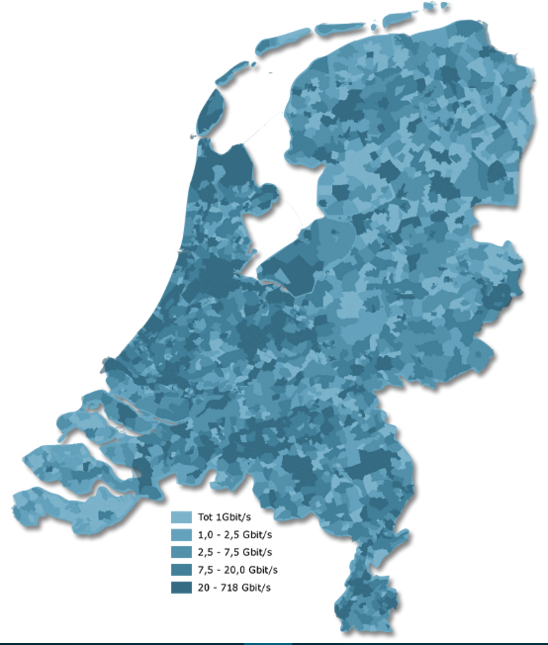 Tot 1Gbit/s
1,0 - 2,5 Gbit/s
2,5 - 7,5 Gbit/s
7,5 - 20,0 Gbit/s
20 - 718 Gbit/s